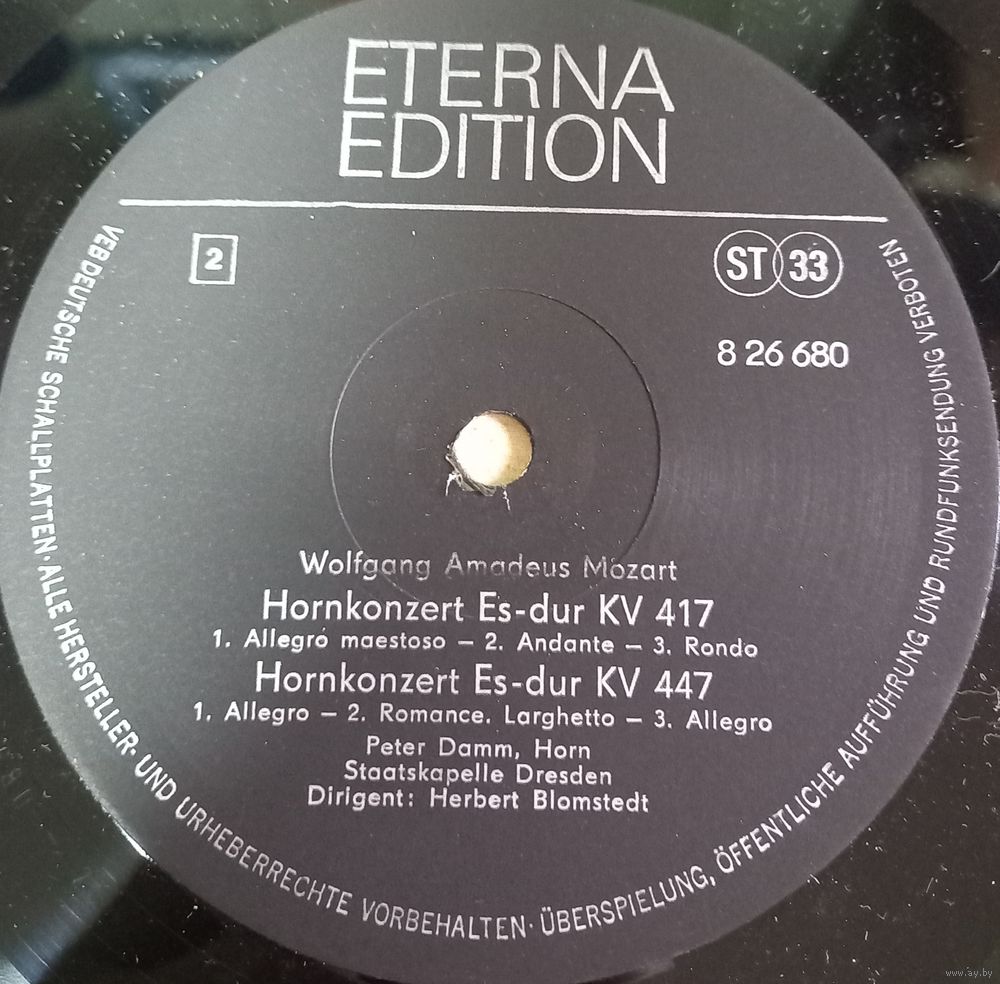 ETERNA
EDITION
2
ST 33
8 26 680
Wolfgang Amadeus Mozart
Hornkonzert Es-dur KV 417
1. Allegro maestoso – 2. Andante – 3. Rondo
Hornkonzert Es-dur KV 447
1. Allegro – 2. Romance. Larghetto – 3. Allegro
Peter Damm, Horn
Staatskapelle Dresden
Dirigent: Herbert Blomstedt
VEB DEUTSCHE SCHALLPLATTEN · ALLE HERSTELLER- UND URHEBERRECHTE VORBEHALTEN · ÜBERSPIELUNG, ÖFFENTLICHE AUFFÜHRUNG UND RUNDFUNKSENDUNG VERBOTEN
www.ay.by